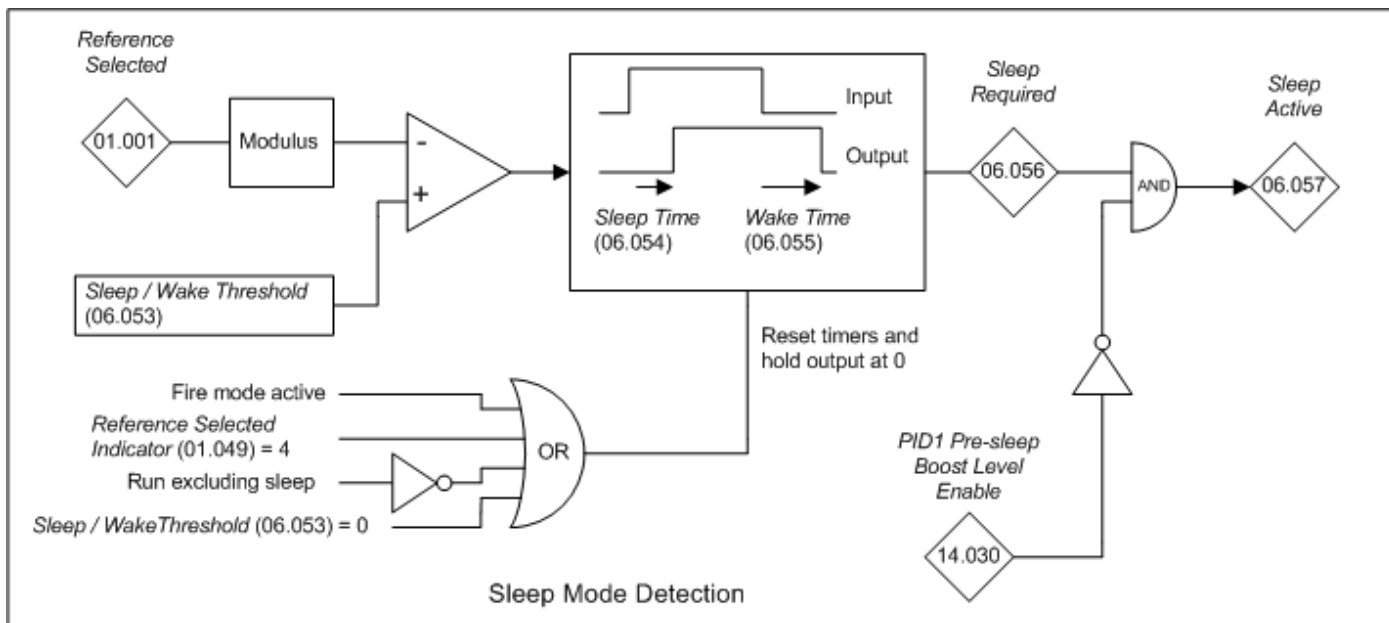 Reference
Selected
01.001
Modulus
-
+
Sleep / Wake Threshold
(06.053)
Input
Output
Sleep Time
(06.054)
Wake Time
(06.055)
Sleep
Required
06.056
AND
Sleep
Active
06.057
Reset timers and
hold output at 0
Fire mode active
Reference Selected
Indicator (01.049) = 4
Run excluding sleep
Sleep / WakeThreshold (06.053) = 0
OR
PID1 Pre-sleep
Boost Level
Enable
14.030
Sleep Mode Detection